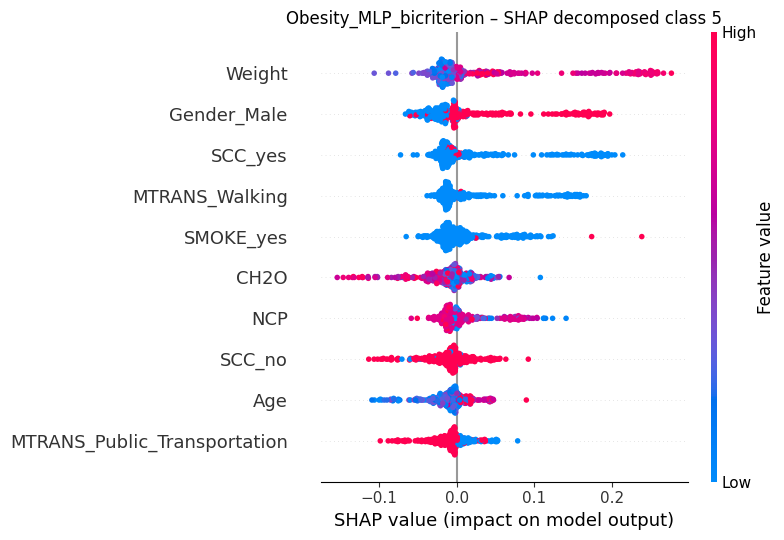 Obesity_MLP_bicriterion – SHAP decomposed class 5
High
Weight
Gender_Male
SCC_yes
MTRANS_Walking
SMOKE_yes
CH2O
NCP
SCC_no
Age
MTRANS_Public_Transportation
Feature value
Low
−0.1 0.0 0.1 0.2
SHAP value (impact on model output)